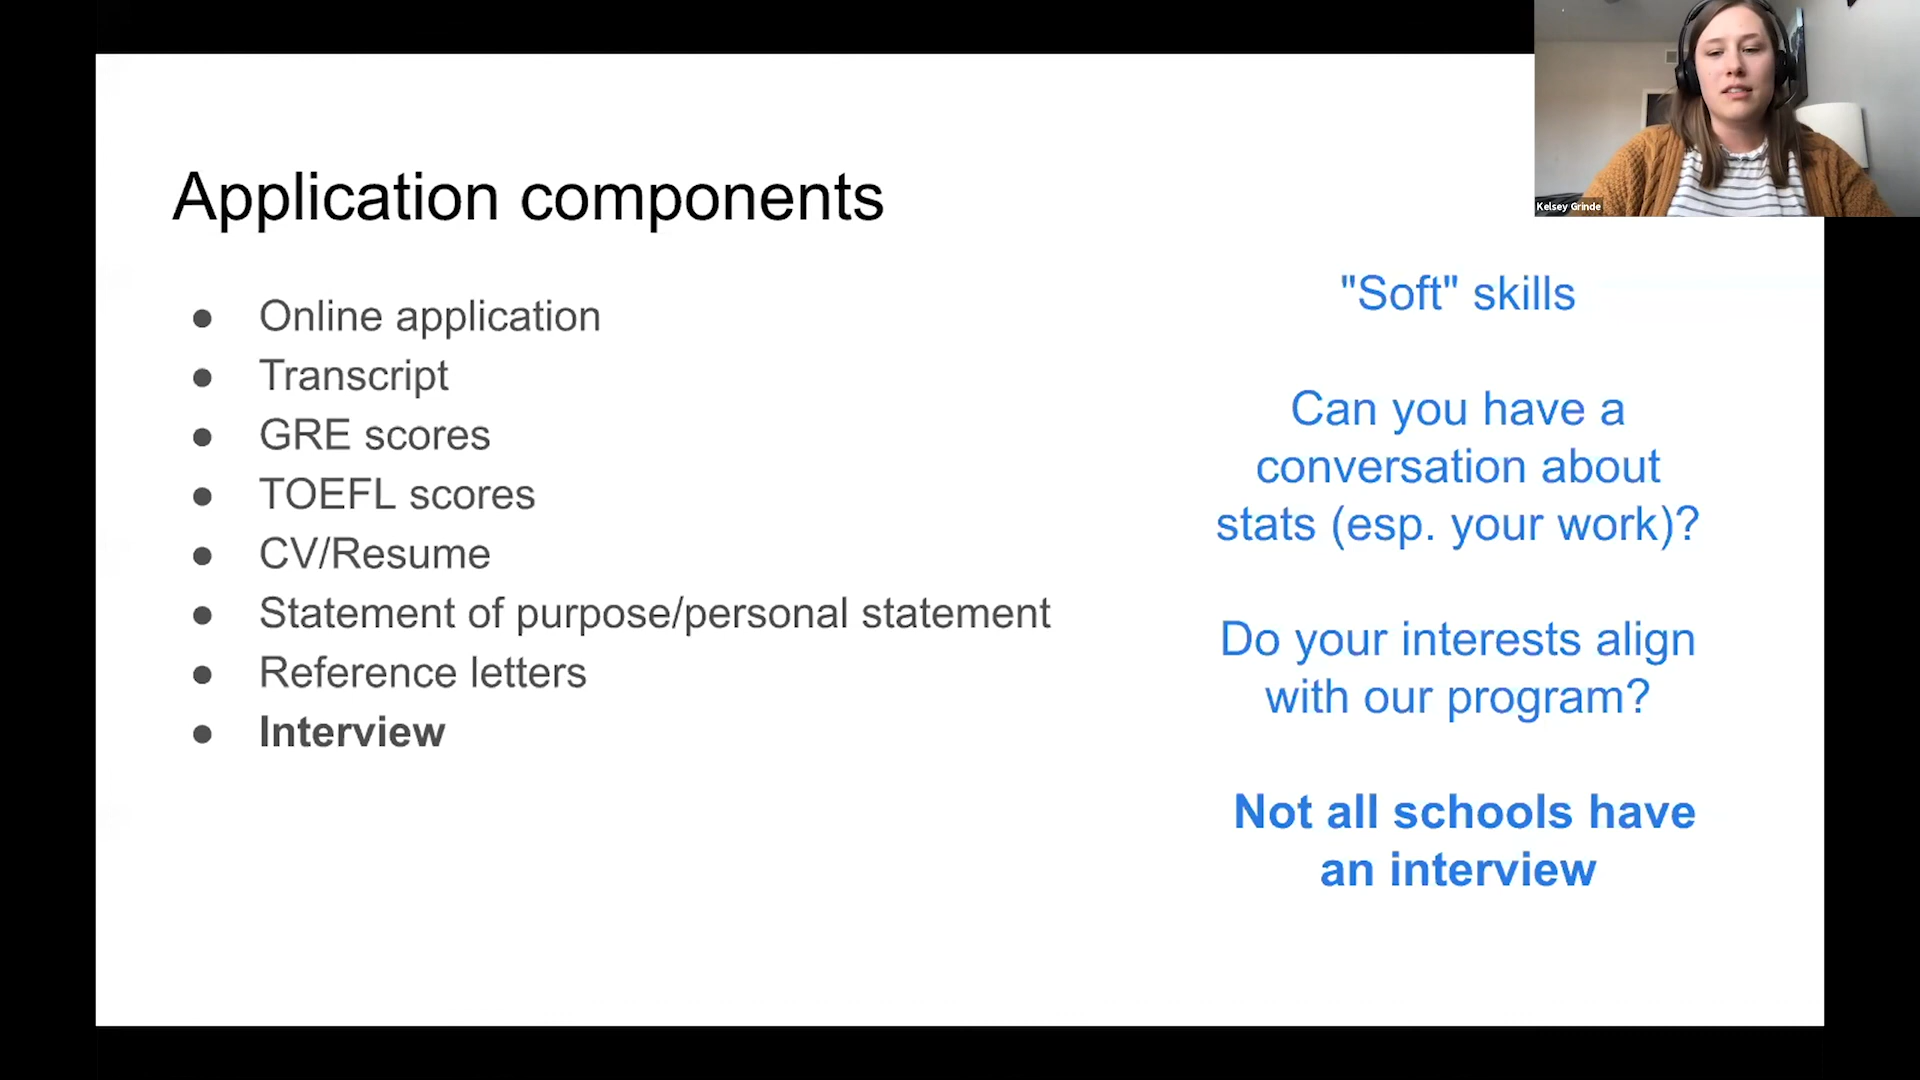 Kelsey Grinde
Application components
● Online application
● Transcript
● GRE scores
● TOEFL scores
● CV/Resume
● Statement of purpose/personal statement
● Reference letters
● Interview
"Soft" skills
Can you have a
conversation about
stats (esp. your work)?
Do your interests align
with our program?
Not all schools have
an interview